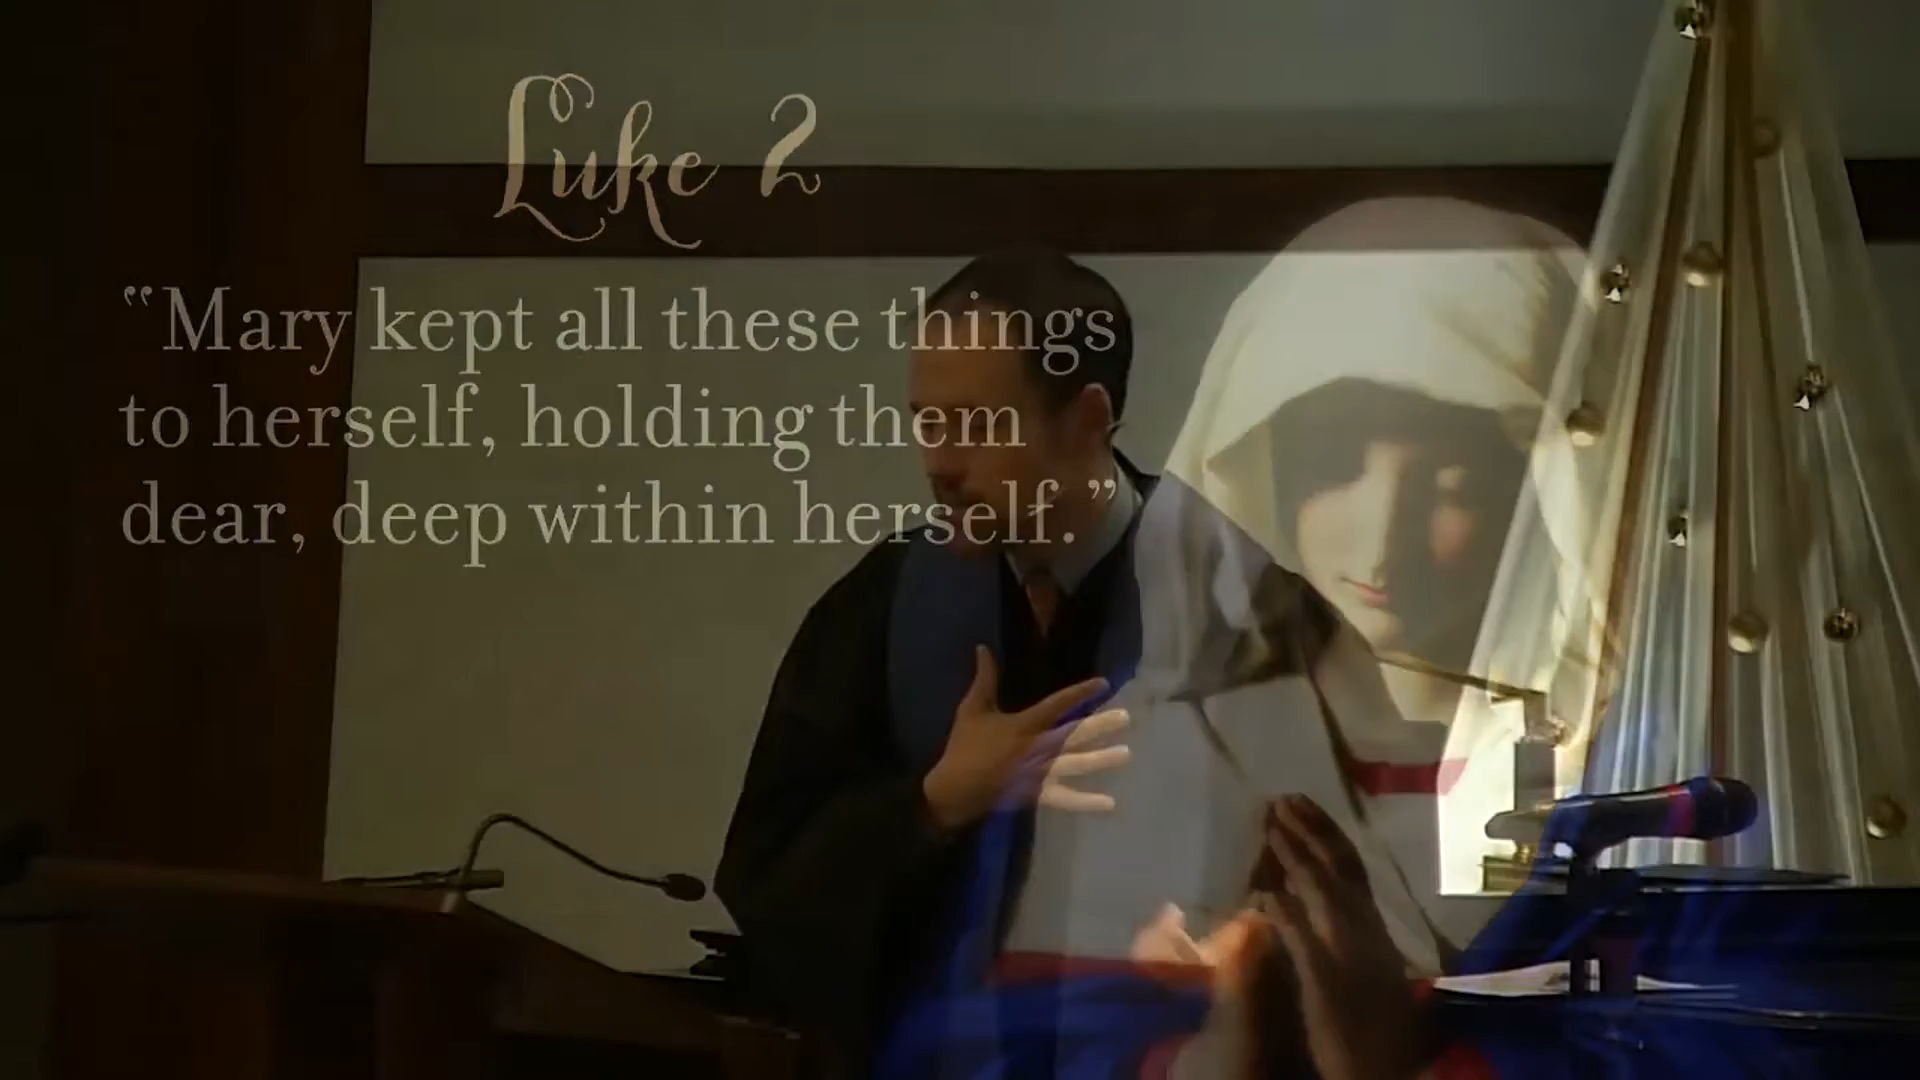 Luke 2
“Mary kept all these things
to herself, holding them
dear, deep within herself.”